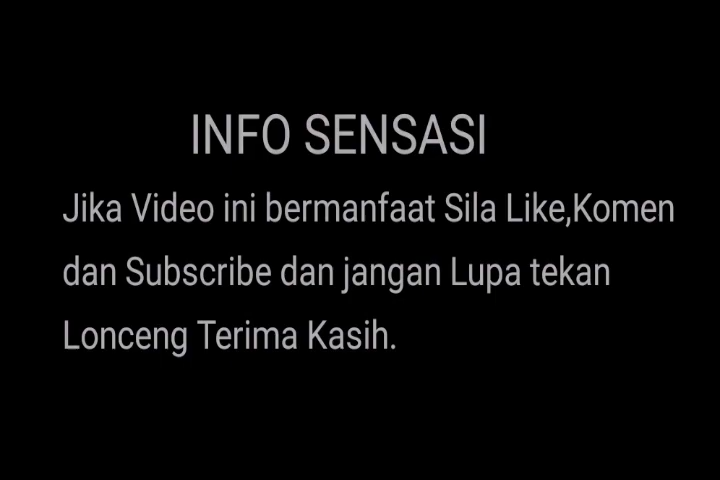 INFO SENSASI
Jika Video ini bermanfaat Sila Like,Komen
dan Subscribe dan jangan Lupa tekan
Lonceng Terima Kasih.